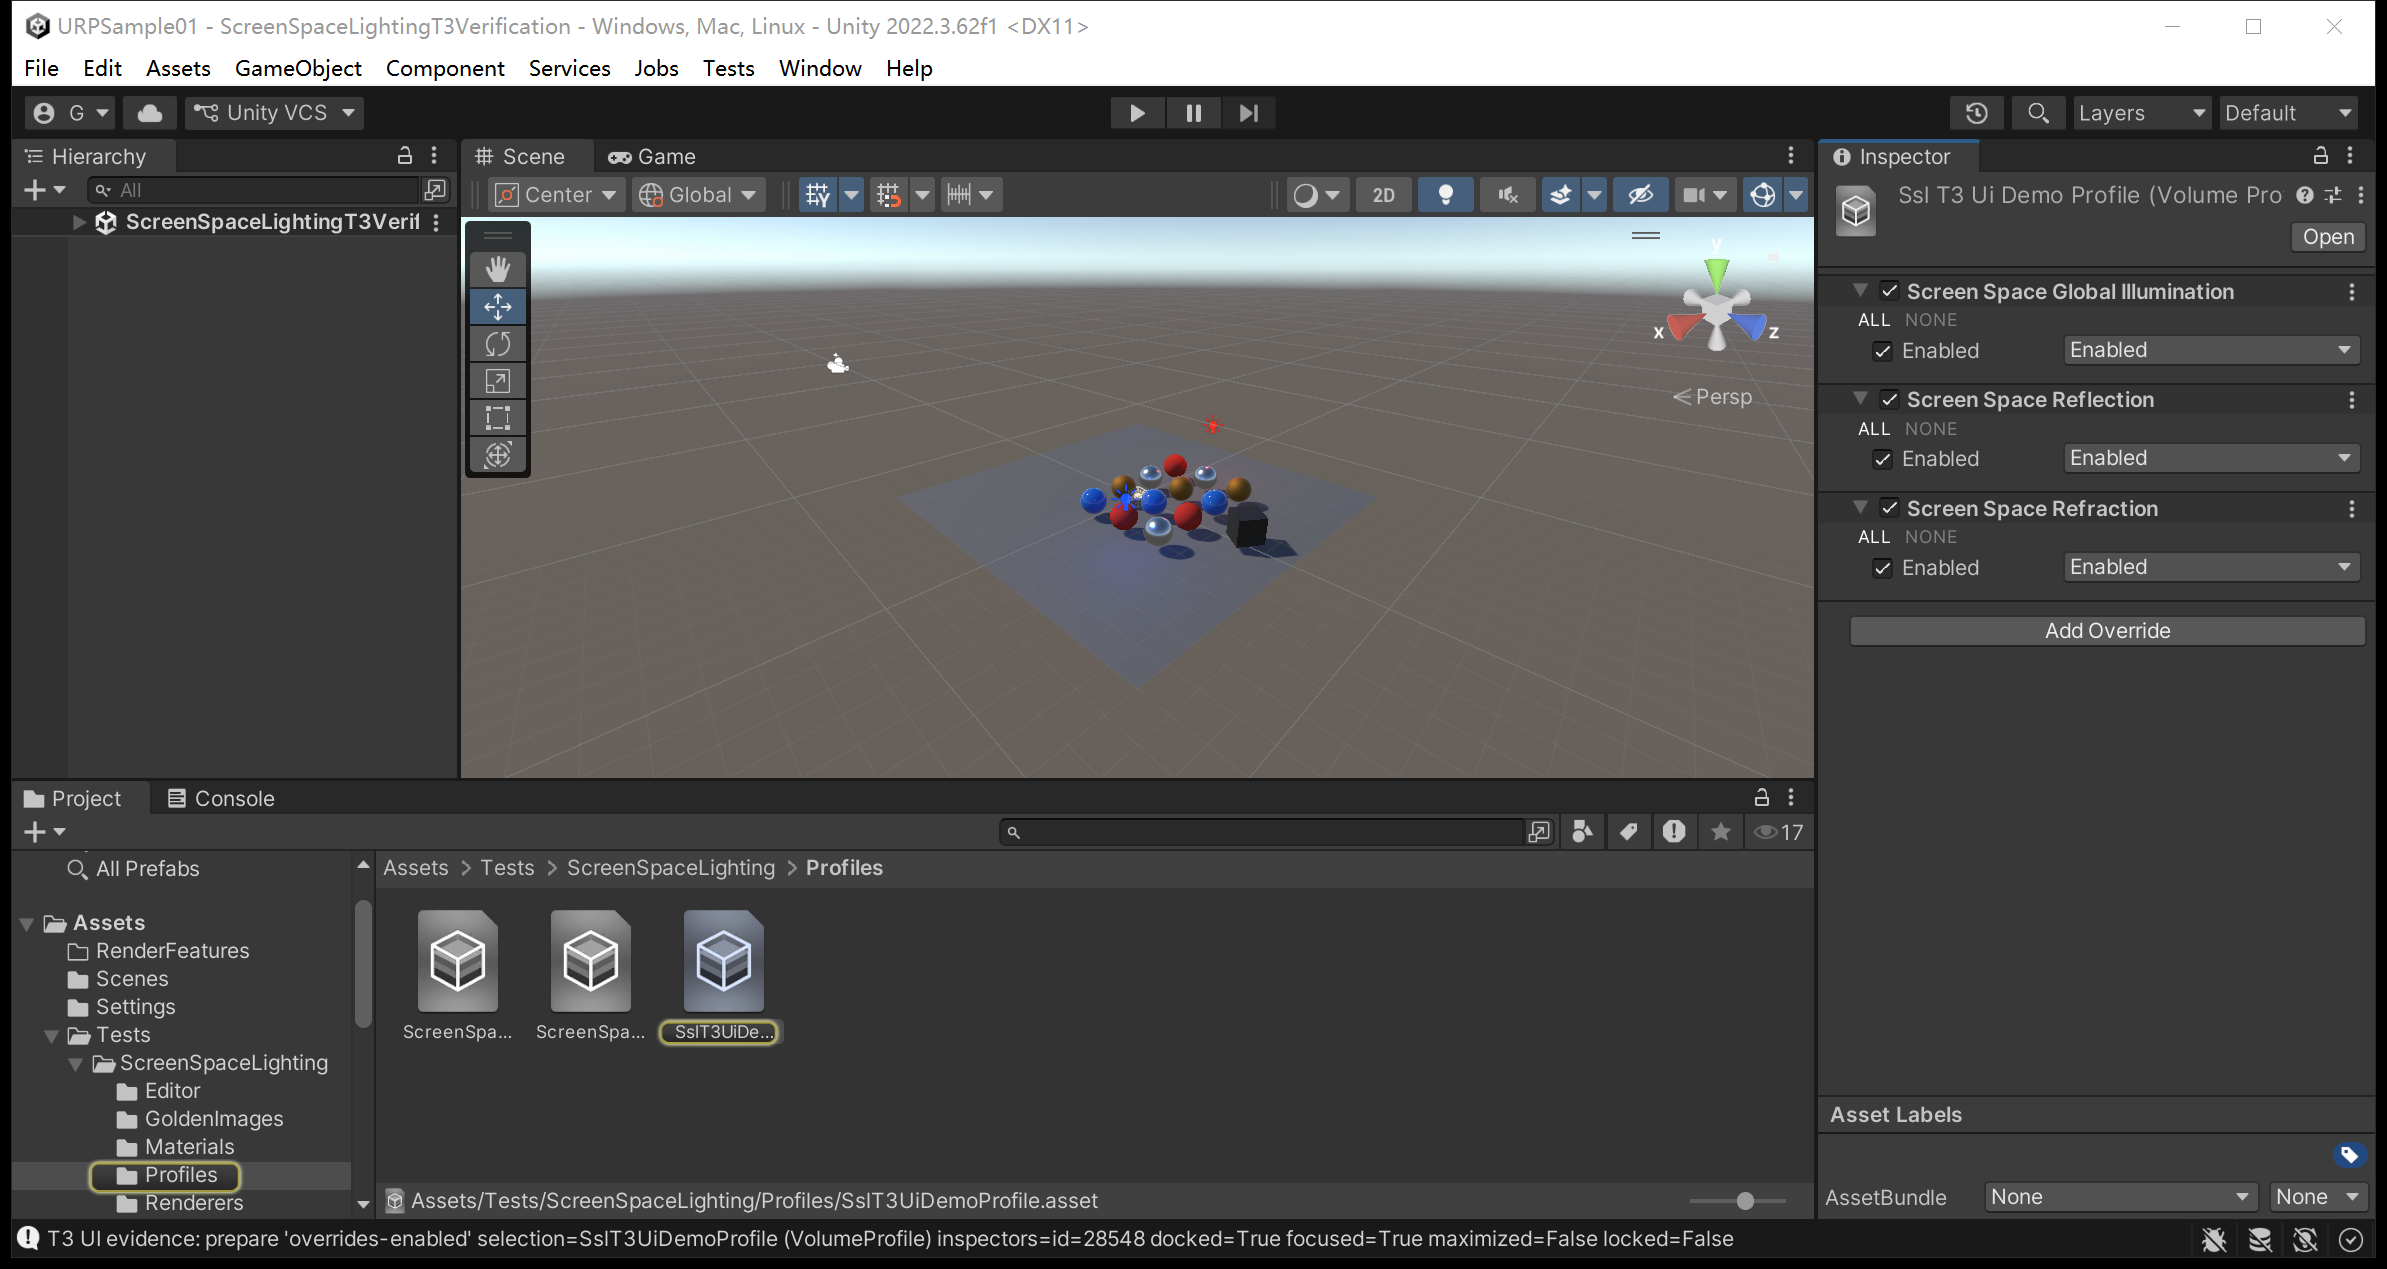 URPSample01 - ScreenSpaceLightingT3Verification - Windows, Mac, Linux - Unity 2022.3.62f1 <DX11>
File Edit Assets GameObject Component Services Jobs Tests Window Help
G Unity VCS Layers Default
Hierarchy
All
ScreenSpaceLightingT3Verif
Scene Game
Center Global 2D
y
x z
Persp
Inspector
Ssl T3 Ui Demo Profile (Volume Pro
Open
Screen Space Global Illumination
ALL NONE
Enabled Enabled
Screen Space Reflection
ALL NONE
Enabled Enabled
Screen Space Refraction
ALL NONE
Enabled Enabled
Add Override
Project Console
17
All Prefabs
Assets
RenderFeatures
Scenes
Settings
Tests
ScreenSpaceLighting
Editor
GoldenImages
Materials
Profiles
Renderers
Assets > Tests > ScreenSpaceLighting > Profiles
ScreenSpa... ScreenSpa... SslT3UiDe...
Assets/Tests/ScreenSpaceLighting/Profiles/SslT3UiDemoProfile.asset
Asset Labels
AssetBundle None None
T3 UI evidence: prepare 'overrides-enabled' selection=SslT3UiDemoProfile (VolumeProfile) inspectors=id=28548 docked=True focused=True maximized=False locked=False